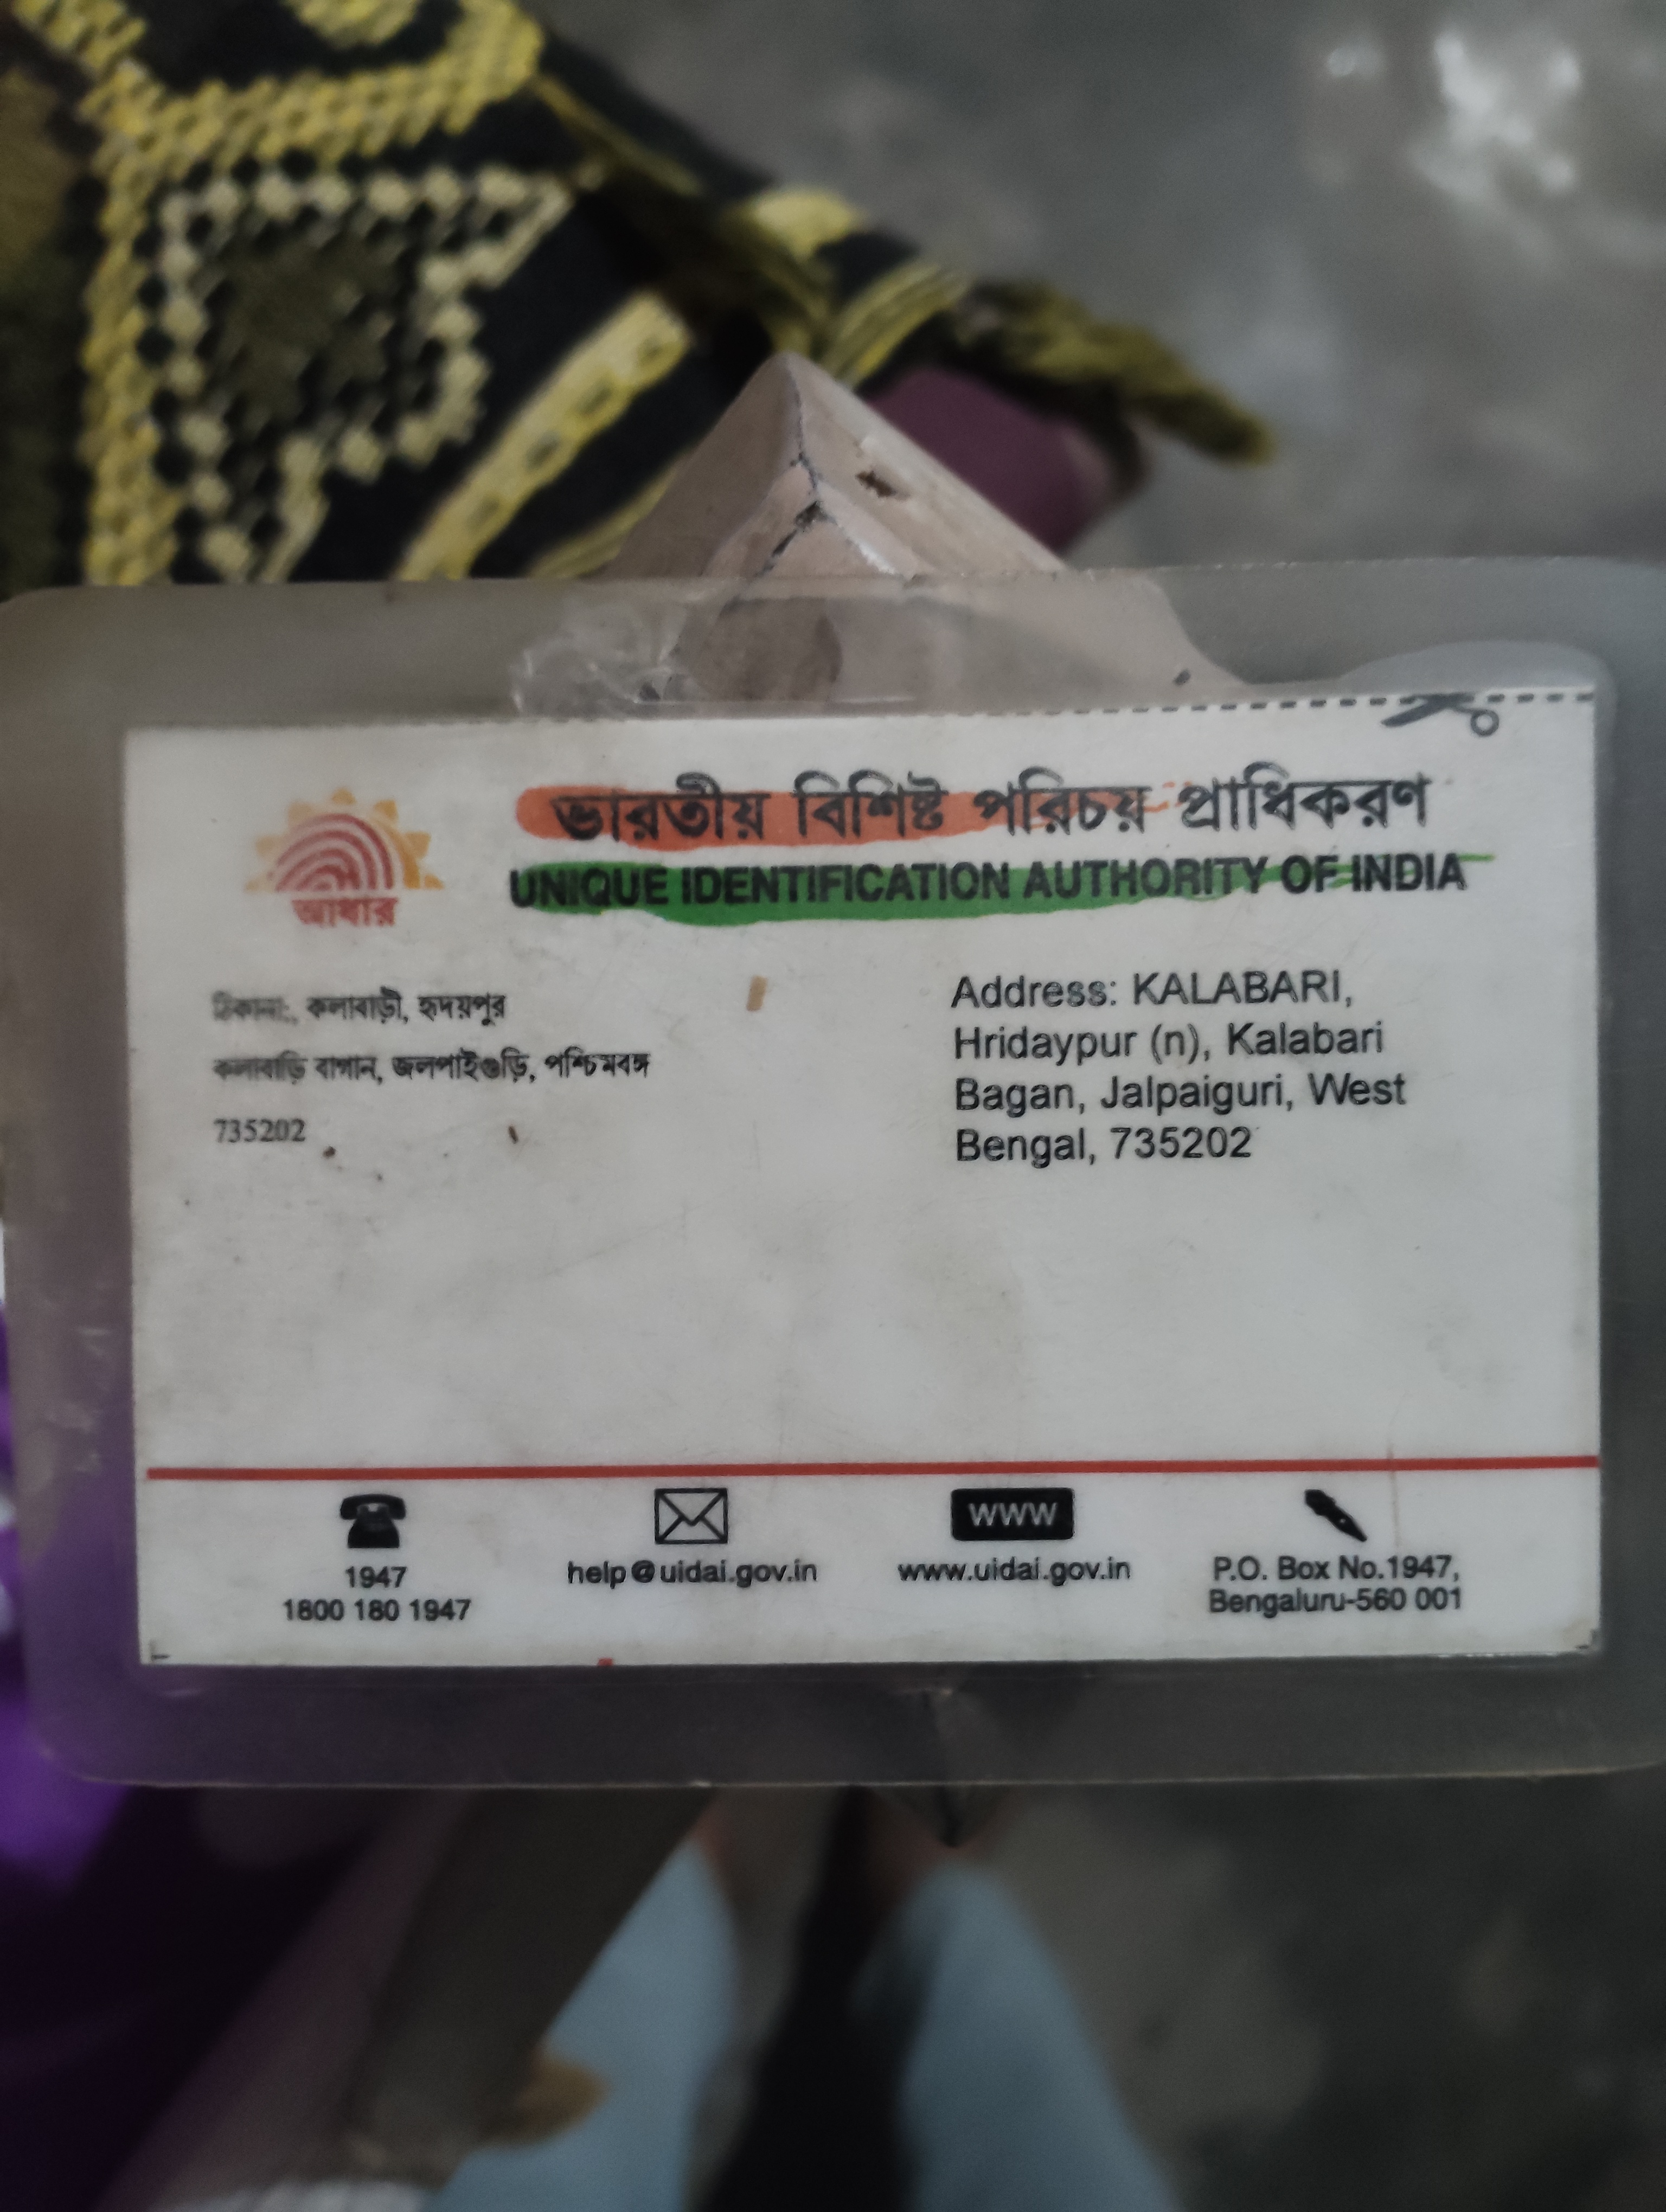 ভারতীয় বিশিষ্ট পরিচয় প্রাধিকরণ
UNIQUE IDENTIFICATION AUTHORITY OF INDIA
আধার
ঠিকানা:, কলাবাড়ী, হৃদয়পুর
কলাবাড়ি বাগান, জলপাইগুড়ি, পশ্চিমবঙ্গ
735202
Address: KALABARI,
Hridaypur (n), Kalabari
Bagan, Jalpaiguri, West
Bengal, 735202
1947
1800 180 1947
help@uidai.gov.in
WWW
www.uidai.gov.in
P.O. Box No.1947,
Bengaluru-560 001